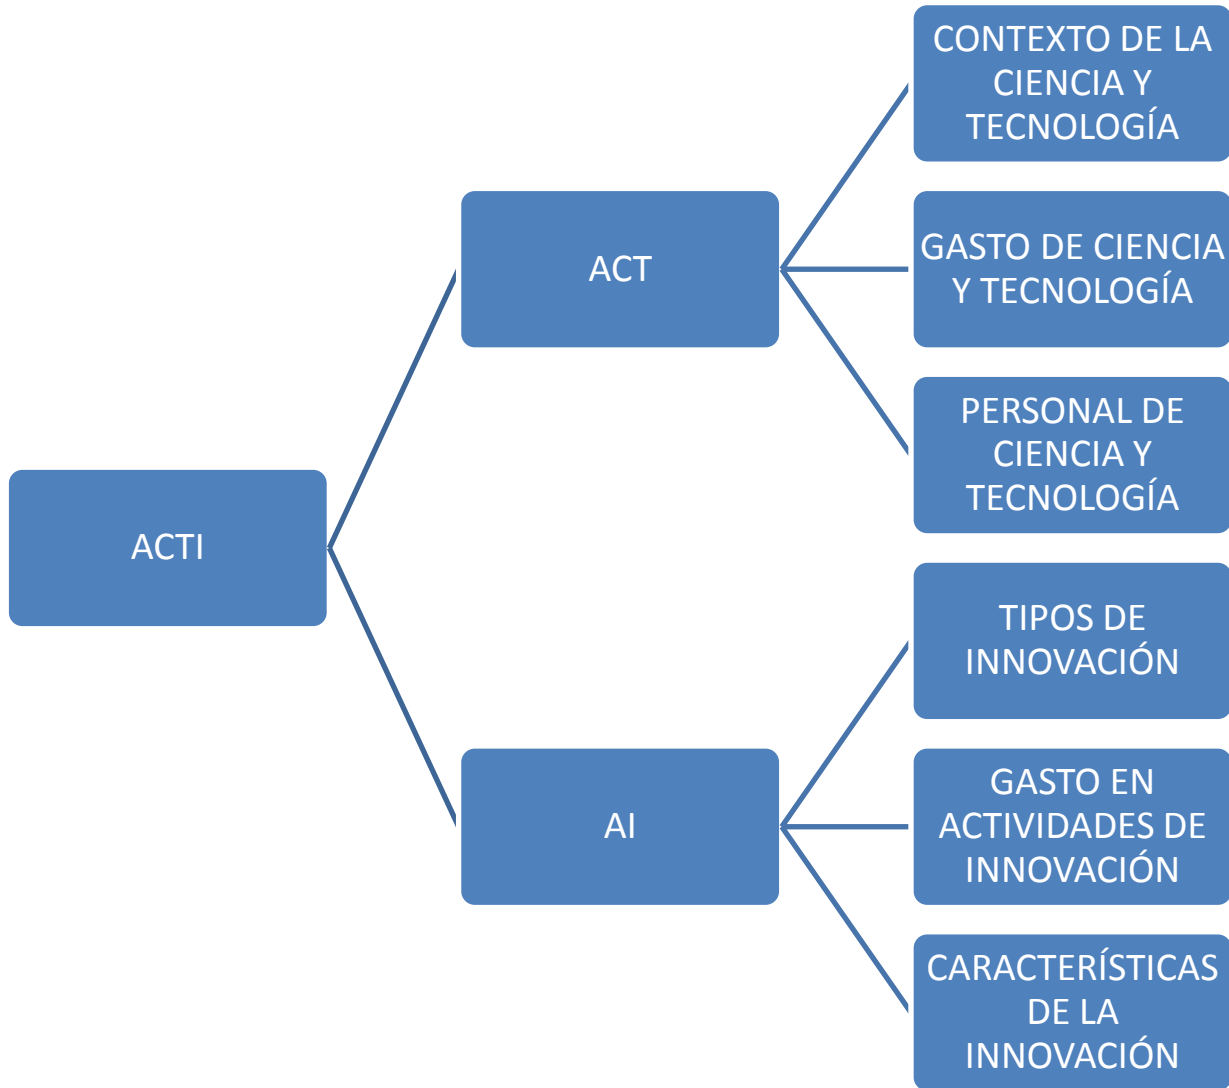 CONTEXTO DE LA
CIENCIA Y
TECNOLOGÍA
ACT
GASTO DE CIENCIA
Y TECNOLOGÍA
PERSONAL DE
CIENCIA Y
TECNOLOGÍA
ACTI
TIPOS DE
INNOVACIÓN
AI
GASTO EN
ACTIVIDADES DE
INNOVACIÓN
CARACTERÍSTICAS
DE LA
INNOVACIÓN